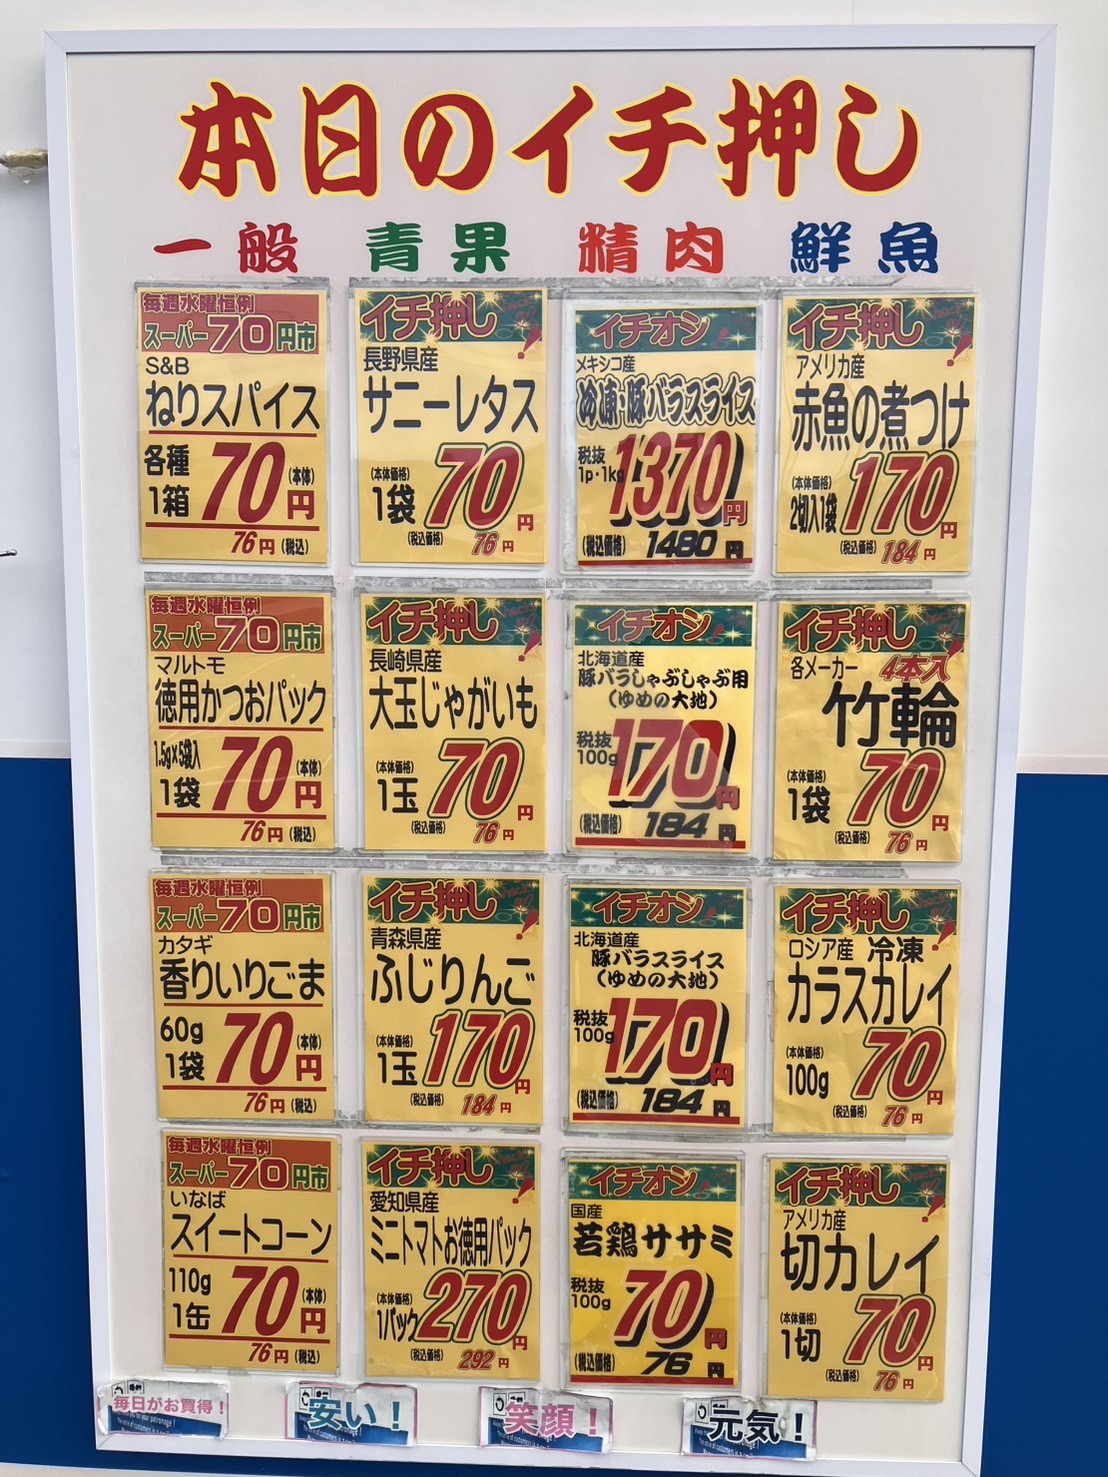 本日のイチ押し
一般 青果 精肉 鮮魚
毎週水曜恒例
スーパー70円市
S&B
ねりスパイス
各種
1箱
70円
(本体)
76円(税込)
イチ押し
長野県産
サニーレタス
(本体価格)
1袋
70円
(税込価格) 76円
イチオシ
メキシコ産
冷凍・豚バラスライス
税抜
1p・1kg
1370円
(税込価格) 1480円
イチ押し
アメリカ産
赤魚の煮つけ
(本体価格)
2切入1袋
170円
(税込価格) 184円
毎週水曜恒例
スーパー70円市
マルトモ
徳用かつおパック
1.5g×5袋入
1袋
70円
(本体)
76円(税込)
イチ押し
長崎県産
大玉じゃがいも
(本体価格)
1玉
70円
(税込価格) 76円
イチオシ
北海道産
豚バラしゃぶしゃぶ用
(ゆめの大地)
税抜
100g
170円
(税込価格) 184円
イチ押し
各メーカー 4本入
竹輪
(本体価格)
1袋
70円
(税込価格) 76円
毎週水曜恒例
スーパー70円市
カタギ
香りいりごま
60g
1袋
70円
(本体)
76円(税込)
イチ押し
青森県産
ふじりんご
(本体価格)
1玉
170円
(税込価格) 184円
イチオシ
北海道産
豚バラスライス
(ゆめの大地)
税抜
100g
170円
(税込価格) 184円
イチ押し
ロシア産 冷凍
カラスカレイ
(本体価格)
100g
70円
(税込価格) 76円
毎週水曜恒例
スーパー70円市
いなば
スイートコーン
110g
1缶
70円
(本体)
76円(税込)
イチ押し
愛知県産
ミニトマトお徳用パック
(本体価格)
1パック
270円
(税込価格) 292円
イチオシ
国産
若鶏ササミ
税抜
100g
70円
(税込価格) 76円
イチ押し
アメリカ産
切カレイ
(本体価格)
1切
70円
(税込価格) 76円
毎日がお買得！
安い！
笑顔！
元気！